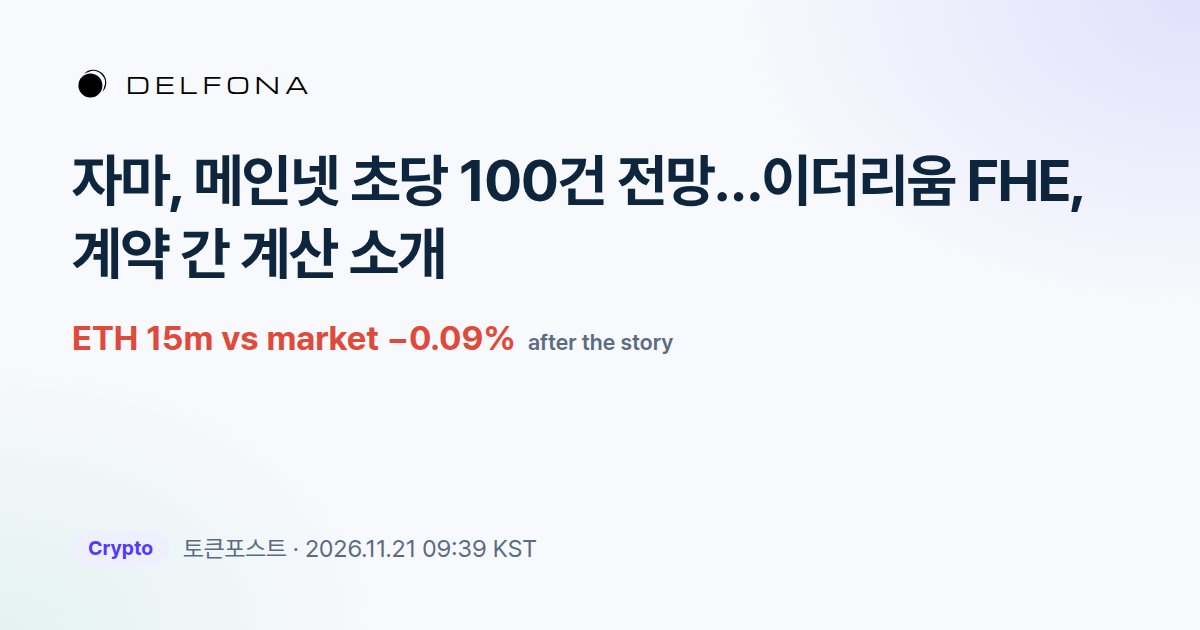 DELFONA
자마, 메인넷 초당 100건 전망...이더리움 FHE,
계약 간 계산 소개
ETH 15m vs market −0.09% after the story
Crypto 토큰포스트 · 2026.11.21 09:39 KST